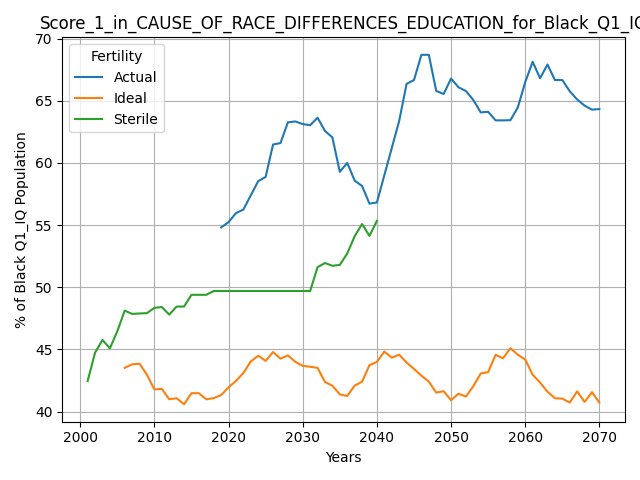 Score_1_in_CAUSE_OF_RACE_DIFFERENCES_EDUCATION_for_Black_Q1_IQ
Fertility
Actual
Ideal
Sterile
% of Black Q1_IQ Population
70
65
60
55
50
45
40
2000 2010 2020 2030 2040 2050 2060 2070
Years